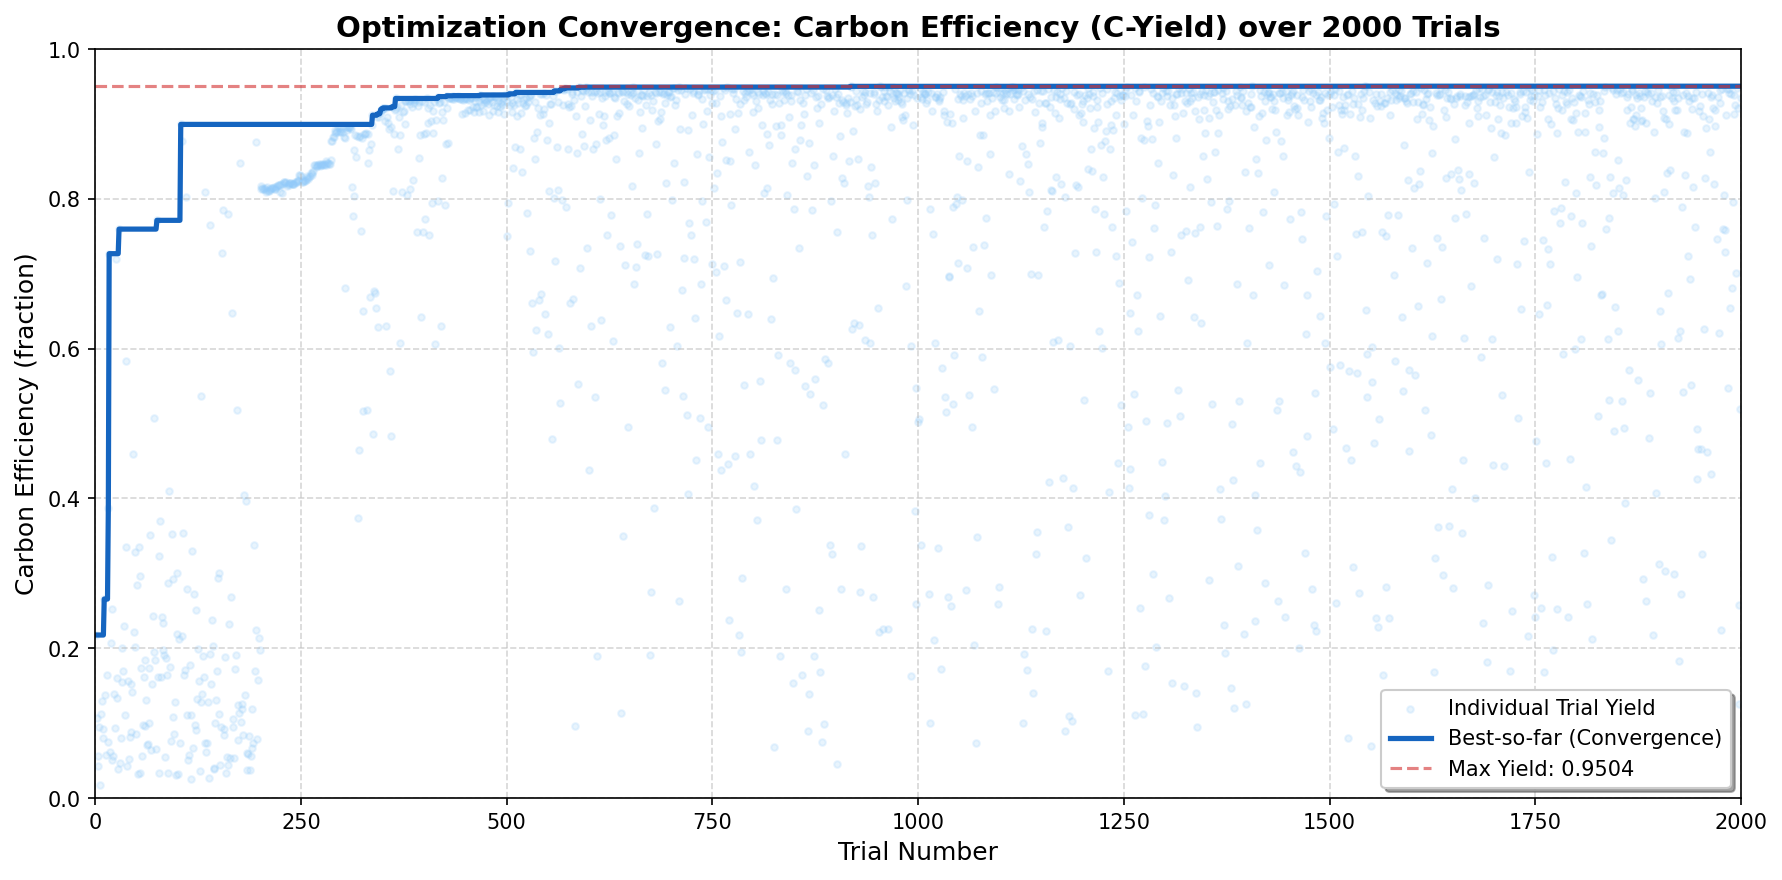 Optimization Convergence: Carbon Efficiency (C-Yield) over 2000 Trials
Carbon Efficiency (fraction)
1.0
0.8
0.6
0.4
0.2
0.0
Individual Trial Yield
Best-so-far (Convergence)
Max Yield: 0.9504
0 250 500 750 1000 1250 1500 1750 2000
Trial Number